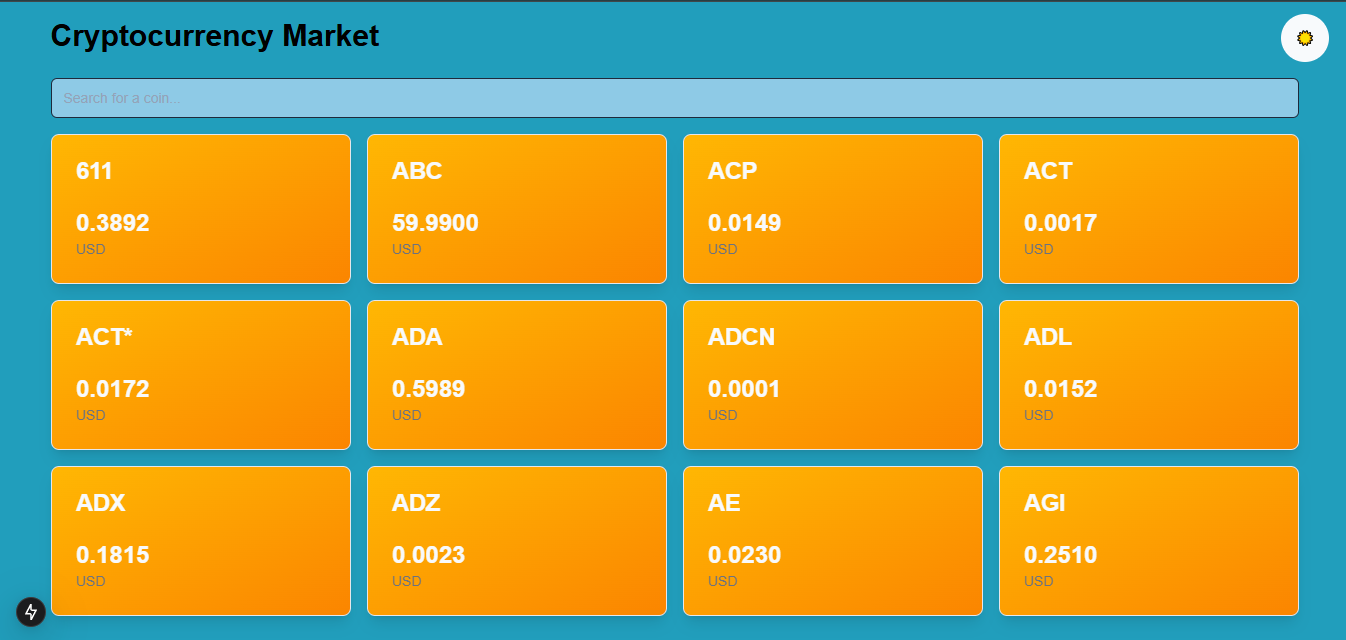 Cryptocurrency Market
Search for a coin...
611
0.3892
USD
ABC
59.9900
USD
ACP
0.0149
USD
ACT
0.0017
USD
ACT*
0.0172
USD
ADA
0.5989
USD
ADCN
0.0001
USD
ADL
0.0152
USD
ADX
0.1815
USD
ADZ
0.0023
USD
AE
0.0230
USD
AGI
0.2510
USD